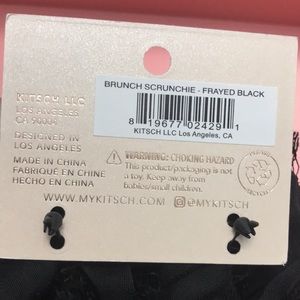 BRUNCH SCRUNCHIE - FRAYED BLACK
8 19677 02429 1
KITSCH LLC Los Angeles, CA
KITSCH LLC
LOS ANGELES
CA 90004
DESIGNED IN
LOS ANGELES
MADE IN CHINA
FABRIQUÉ EN CHINE
HECHO EN CHINA
WARNING: CHOKING HAZARD
This product/packaging is not
a toy. Keep away from
babies/small children.
WWW.MYKITSCH.COM @MYKITSCH